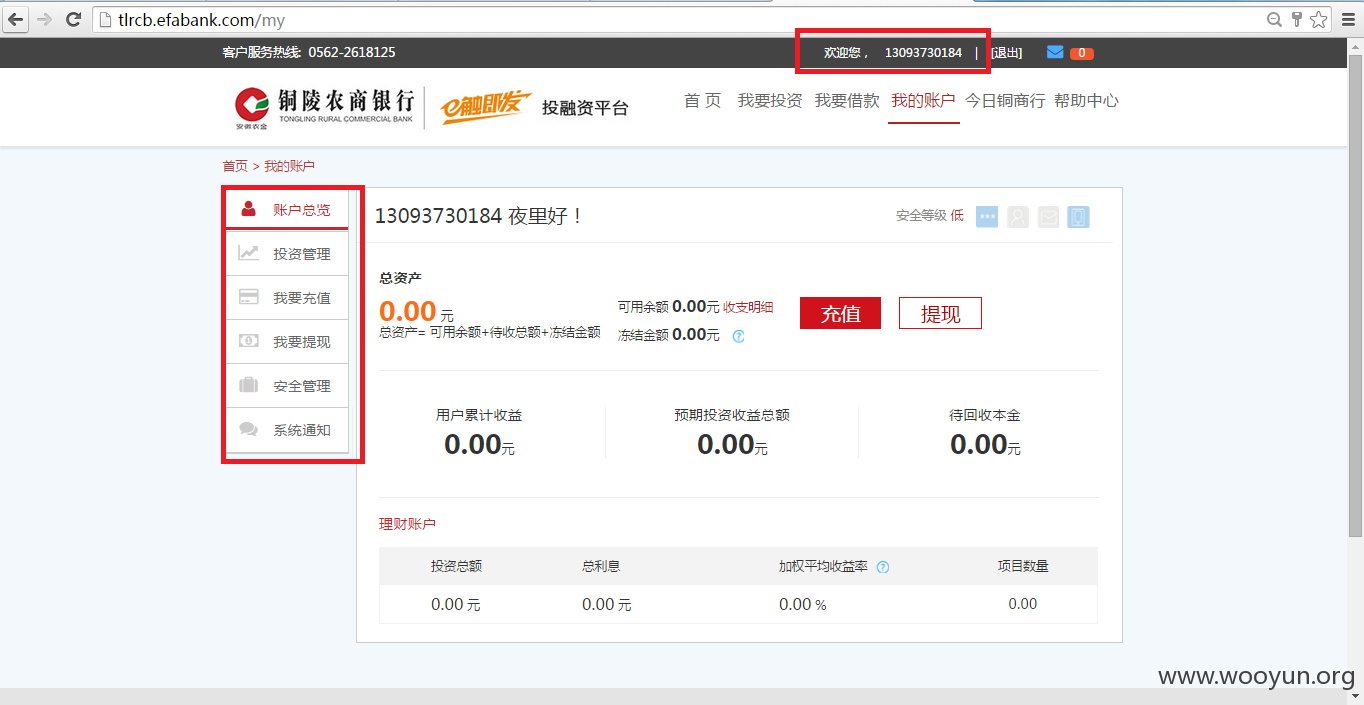 tlrcb.efabank.com/my
客户服务热线: 0562-2618125
欢迎您， 13093730184 | [退出] 0
铜陵农商银行
TONGLING RURAL COMMERCIAL BANK
安徽农金
e触即发
投融资平台
首 页 我要投资 我要借款 我的账户 今日铜商行 帮助中心
首页 > 我的账户
账户总览
投资管理
我要充值
我要提现
安全管理
系统通知
13093730184 夜里好！
安全等级 低
总资产
0.00 元
总资产= 可用余额+待收总额+冻结金额
可用余额 0.00元 收支明细
冻结金额 0.00元 ?
充值
提现
用户累计收益 预期投资收益总额 待回收本金
0.00元 0.00元 0.00元
理财账户
投资总额 总利息 加权平均收益率 ? 项目数量
0.00 元 0.00 元 0.00 % 0.00
www.wooyun.org